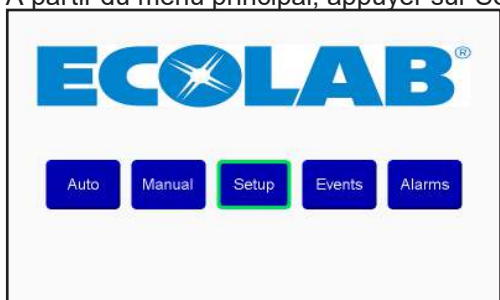 A partir du menu principal, appuyer sur
ECOLAB®
Auto Manual Setup Events Alarms